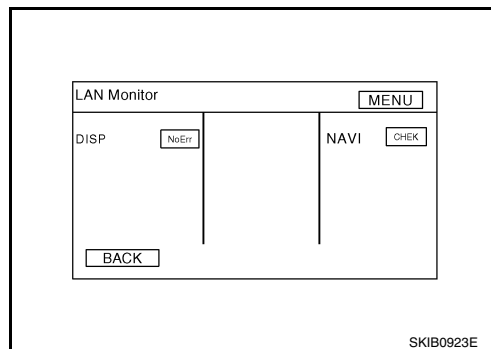 LAN Monitor
MENU
DISP NoErr NAVI CHEK
BACK
SKIB0923E